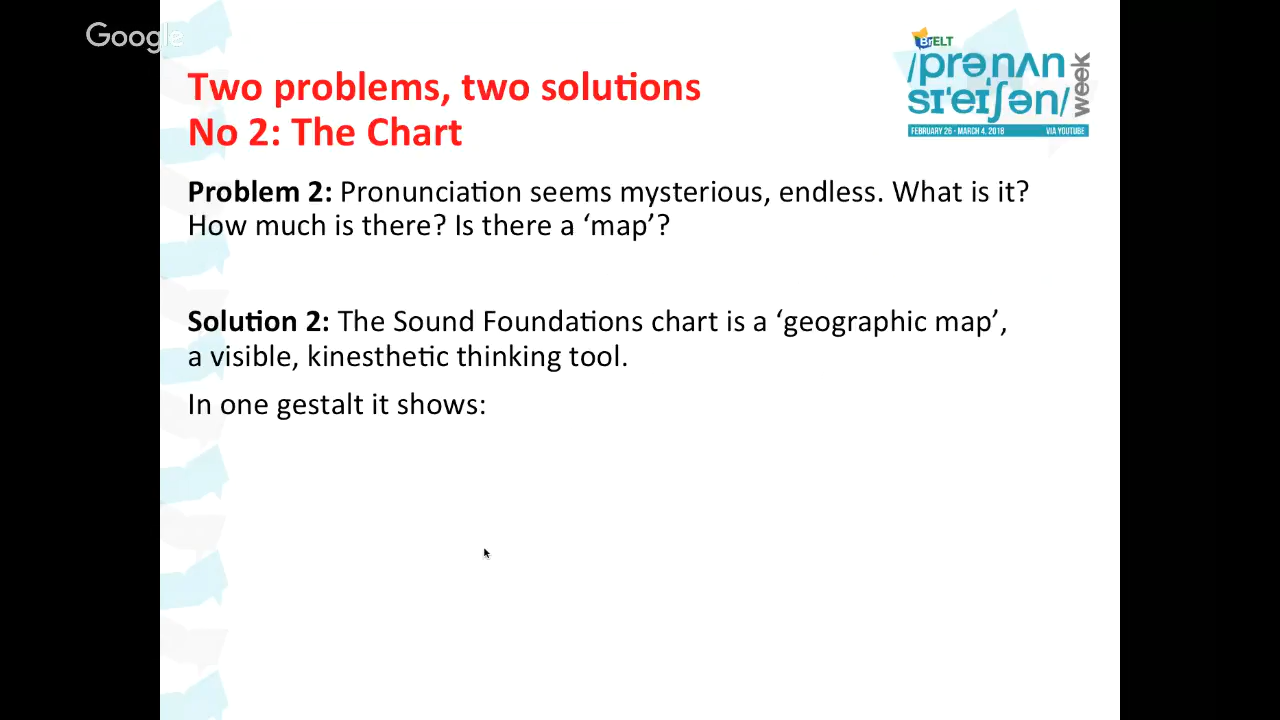 Google
BrELT
/prənʌn
sɪˈeɪʃən/
week
FEBRUARY 26 - MARCH 4, 2018
VIA YOUTUBE
Two problems, two solutions
No 2: The Chart
Problem 2: Pronunciation seems mysterious, endless. What is it?
How much is there? Is there a ‘map’?
Solution 2: The Sound Foundations chart is a ‘geographic map’,
a visible, kinesthetic thinking tool.
In one gestalt it shows: